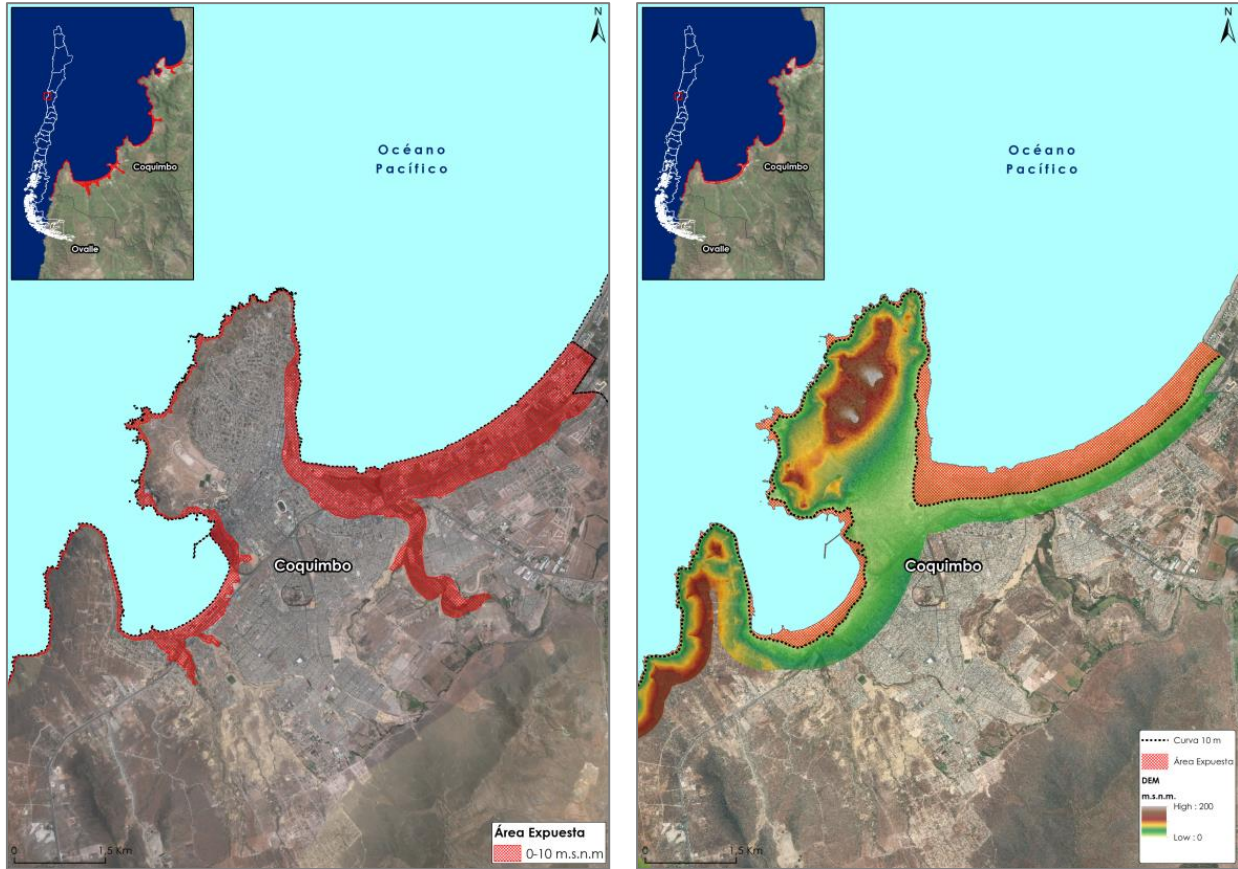 N
Océano
Pacífico
Coquimbo
Ovalle
Coquimbo
Área Expuesta
0-10 m.s.n.m
0
1,5 Km
N
Océano
Pacífico
Coquimbo
Ovalle
Coquimbo
Curva 10 m
Área Expuesta
DEM
m.s.n.m.
High : 200
Low : 0
0
1,5 Km